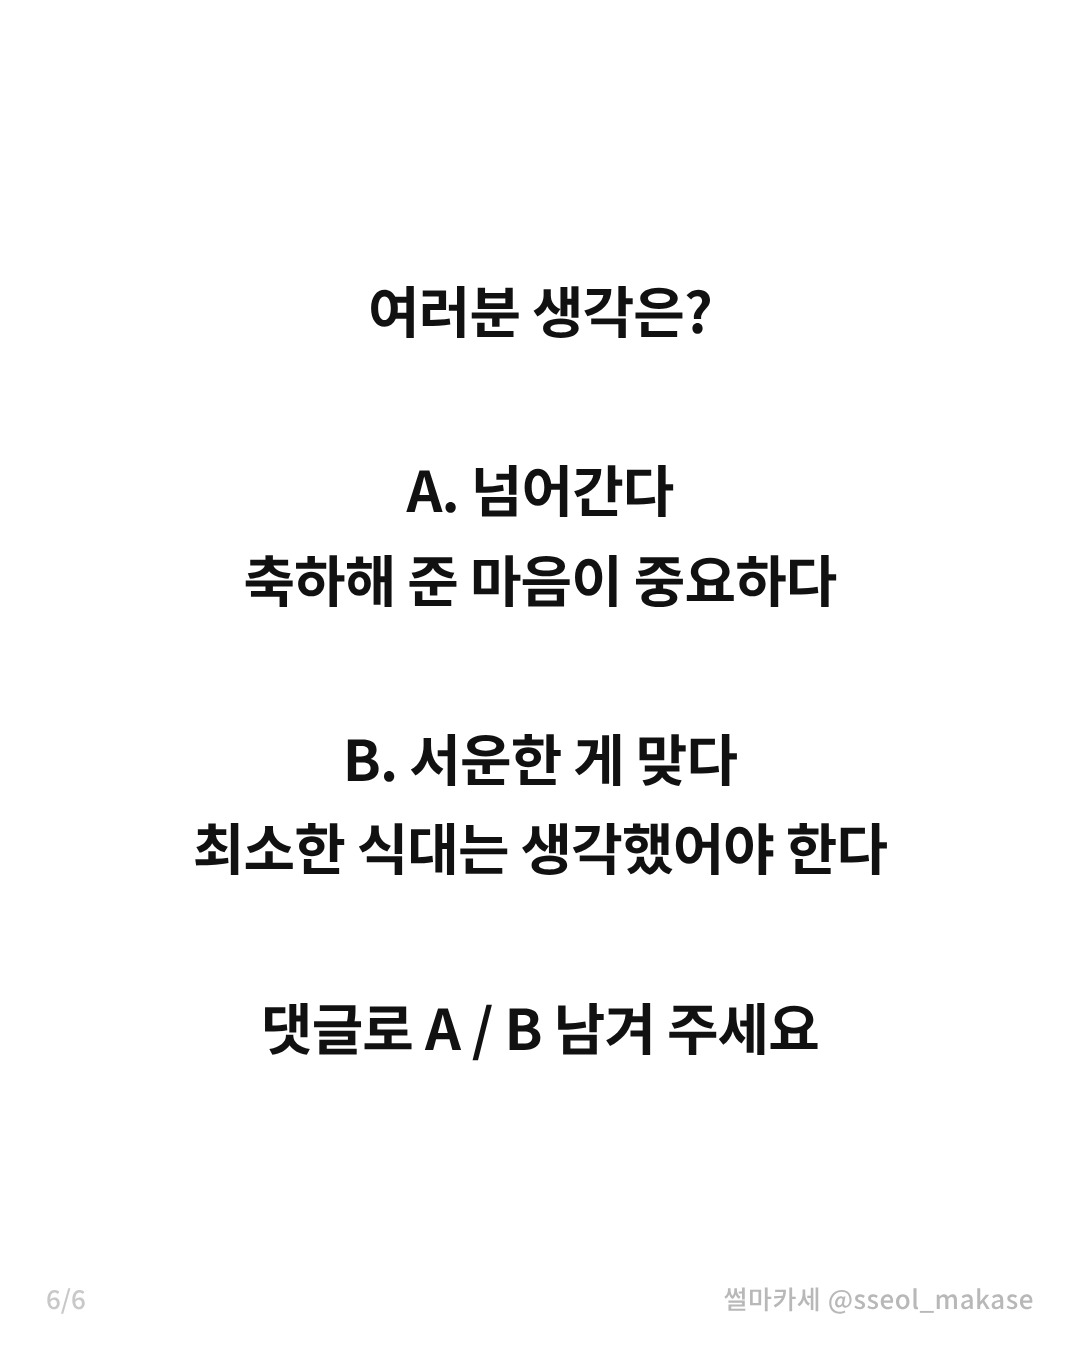 여러분 생각은?
A. 넘어간다
축하해 준 마음이 중요하다
B. 서운한 게 맞다
최소한 식대는 생각했어야 한다
댓글로 A / B 남겨 주세요
6/6
썰마카세 @sseol_makase